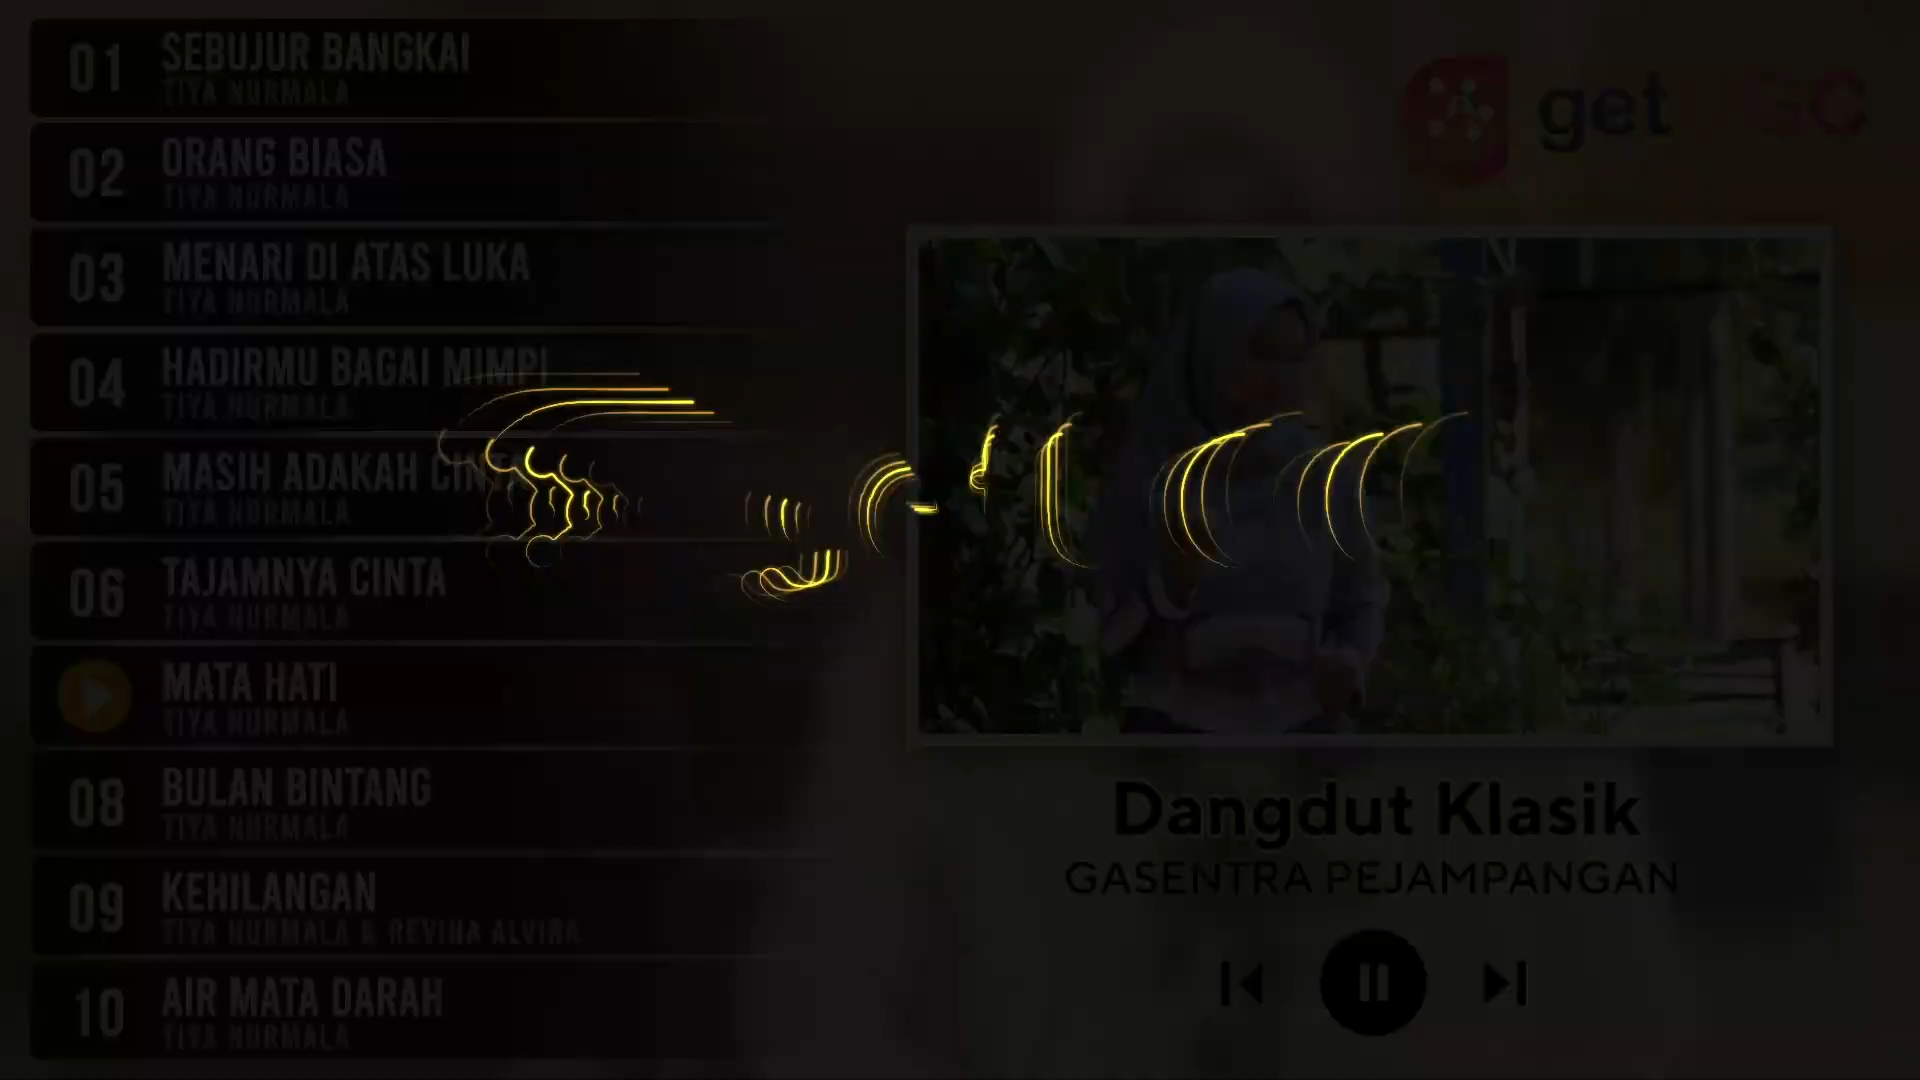 01 SEBUJUR BANGKAI
TIYA NURMALA
02 ORANG BIASA
TIYA NURMALA
03 MENARI DI ATAS LUKA
TIYA NURMALA
04 HADIRMU BAGAI MIMPI
TIYA NURMALA
05 MASIH ADAKAH CINTA
TIYA NURMALA
06 TAJAMNYA CINTA
TIYA NURMALA
MATA HATI
TIYA NURMALA
08 BULAN BINTANG
TIYA NURMALA
09 KEHILANGAN
TIYA NURMALA & REVINA ALVIRA
10 AIR MATA DARAH
TIYA NURMALA
get
Dangdut Klasik
GASENTRA PEJAMPANGAN